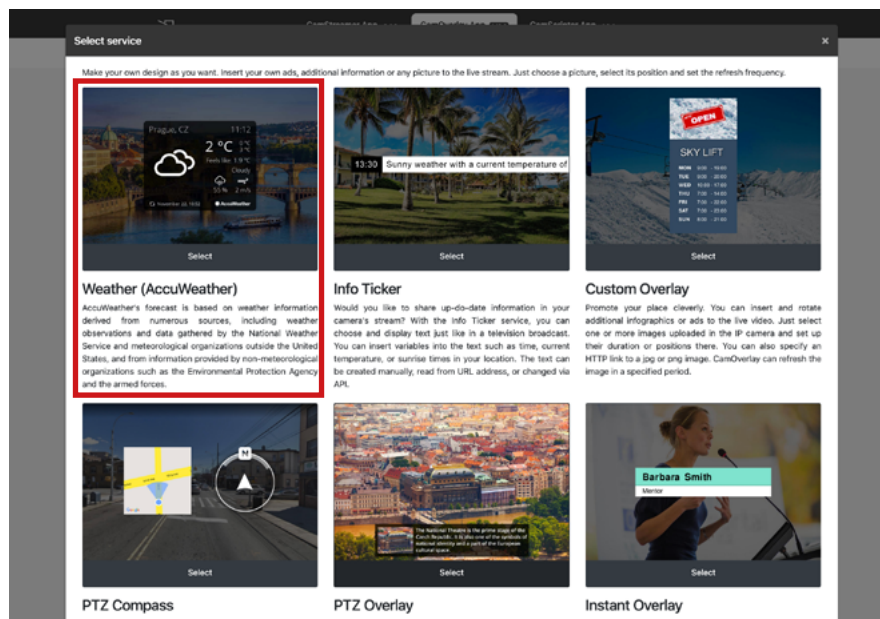 CamStreamer App
CamOverlay App
CamScripter App
Select service
×
Make your own design as you want. Insert your own ads, additional information or any picture to the live stream. Just choose a picture, select its position and set the refresh frequency.
Prague, CZ 11:12
2 °C
Feels like 1.9 °C
Cloudy
55 % 2 m/s
AccuWeather
13:30 Sunny weather with a current temperature of
OPEN
SKY LIFT
MON
TUE
WED
THU
FRI
SAT
SUN
Select
Select
Select
Weather (AccuWeather)
AccuWeather's forecast is based on weather information
derived from numerous sources, including weather
observations and data gathered by the National Weather
Service and meteorological organizations outside the United
States, and from information provided by non-meteorological
organizations such as the Environmental Protection Agency
and the armed forces.
Info Ticker
Would you like to share up-do-date information in your
camera's stream? With the Info Ticker service, you can
choose and display text just like in a television broadcast.
You can insert variables into the text such as time, current
temperature, or sunrise times in your location. The text can
be created manually, read from URL address, or changed via
API.
Custom Overlay
Promote your place cleverly. You can insert and rotate
additional infographics or ads to the live video. Just select
one or more images uploaded in the IP camera and set up
their duration or positions there. You can also specify an
HTTP link to a jpg or png image. CamOverlay can refresh the
image in a specified period.
N
The National Theatre is the prime stage of the
Czech Republic. It is also one of the symbols of
national identity and a part of the European
cultural space.
Barbara Smith
Mentor
Select
Select
Select
PTZ Compass
PTZ Overlay
Instant Overlay